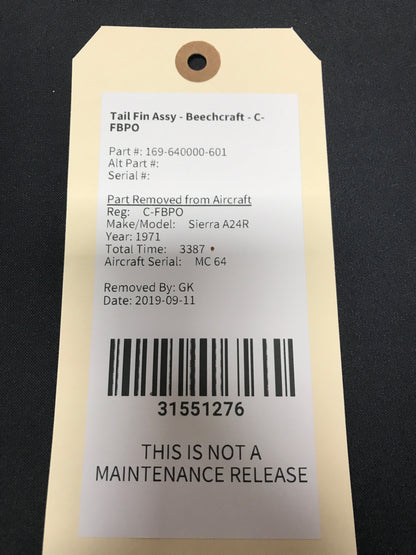 Tail Fin Assy - Beechcraft - C-
FBPO
Part #: 169-640000-601
Alt Part#:
Serial #:
Part Removed from Aircraft
Reg: C-FBPO
Make/Model: Sierra A24R
Year: 1971
Total Time: 3387
Aircraft Serial: MC 64
Removed By: GK
Date: 2019-09-11
31551276
THIS IS NOT A
MAINTENANCE RELEASE